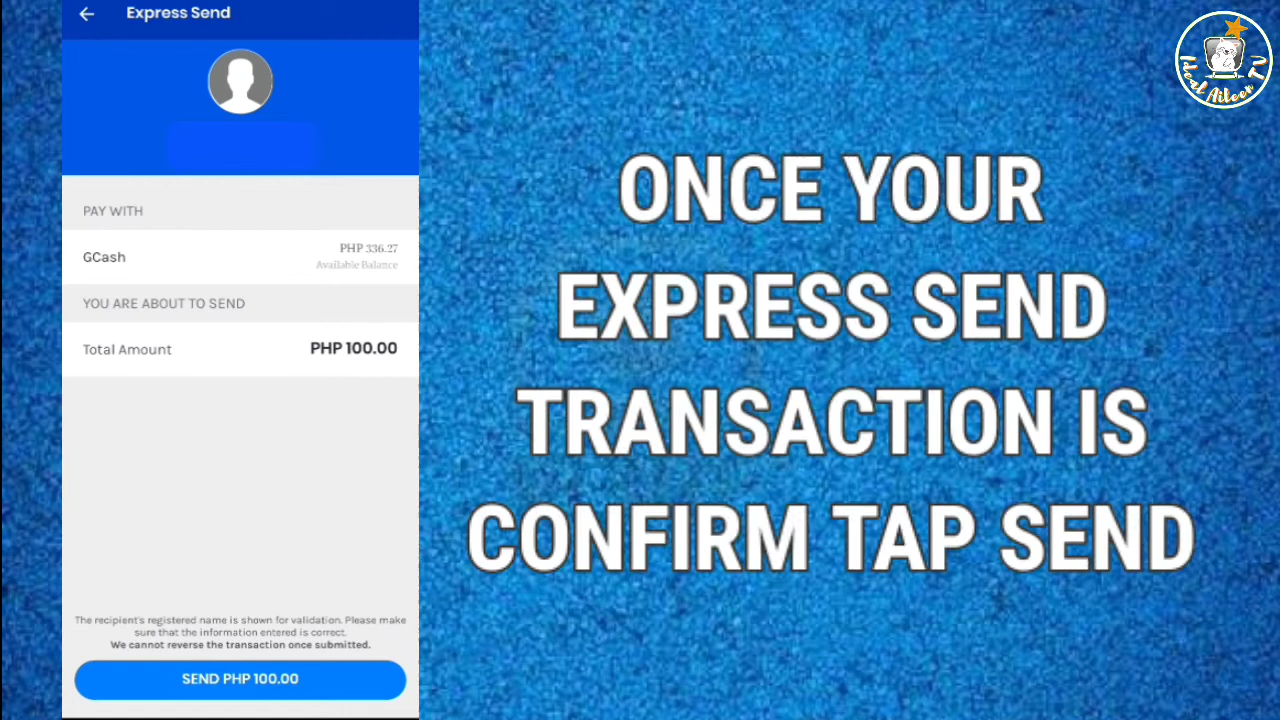 Express Send
PAY WITH
GCash
PHP 336.27
Available Balance
YOU ARE ABOUT TO SEND
Total Amount
PHP 100.00
The recipient's registered name is shown for validation. Please make
sure that the information entered is correct.
We cannot reverse the transaction once submitted.
SEND PHP 100.00
ONCE YOUR
EXPRESS SEND
TRANSACTION IS
CONFIRM TAP SEND
Ideal Aileen TV